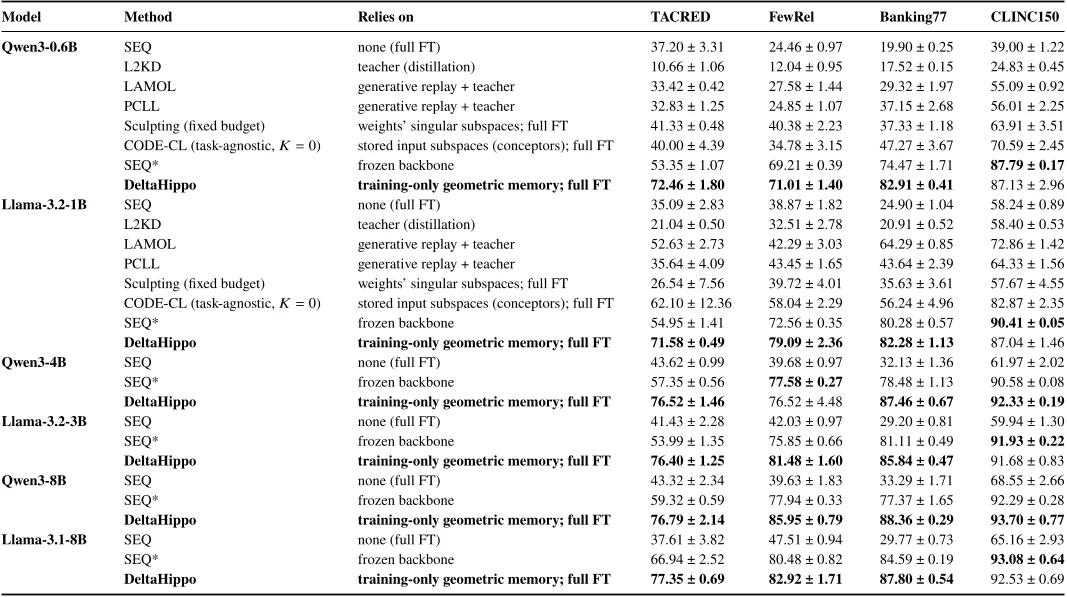 Model Method Relies on TACRED FewRel Banking77 CLINC150
Qwen3-0.6B SEQ none (full FT) 37.20 ± 3.31 24.46 ± 0.97 19.90 ± 0.25 39.00 ± 1.22
L2KD teacher (distillation) 10.66 ± 1.06 12.04 ± 0.95 17.52 ± 0.15 24.83 ± 0.45
LAMOL generative replay + teacher 33.42 ± 0.42 27.58 ± 1.44 29.32 ± 1.97 55.09 ± 0.92
PCLL generative replay + teacher 32.83 ± 1.25 24.85 ± 1.07 37.15 ± 2.68 56.01 ± 2.25
Sculpting (fixed budget) weights’ singular subspaces; full FT 41.33 ± 0.48 40.38 ± 2.23 37.33 ± 1.18 63.91 ± 3.51
CODE-CL (task-agnostic, K = 0) stored input subspaces (conceptors); full FT 40.00 ± 4.39 34.78 ± 3.15 47.27 ± 3.67 70.59 ± 2.45
SEQ* frozen backbone 53.35 ± 1.07 69.21 ± 0.39 74.47 ± 1.71 87.79 ± 0.17
DeltaHippo training-only geometric memory; full FT 72.46 ± 1.80 71.01 ± 1.40 82.91 ± 0.41 87.13 ± 2.96
Llama-3.2-1B SEQ none (full FT) 35.09 ± 2.83 38.87 ± 1.82 24.90 ± 1.04 58.24 ± 0.89
L2KD teacher (distillation) 21.04 ± 0.50 32.51 ± 2.78 20.91 ± 0.52 58.40 ± 0.53
LAMOL generative replay + teacher 52.63 ± 2.73 42.29 ± 3.03 64.29 ± 0.85 72.86 ± 1.42
PCLL generative replay + teacher 35.64 ± 4.09 43.45 ± 1.65 43.64 ± 2.39 64.33 ± 1.56
Sculpting (fixed budget) weights’ singular subspaces; full FT 26.54 ± 7.56 39.72 ± 4.01 35.63 ± 3.61 57.67 ± 4.55
CODE-CL (task-agnostic, K = 0) stored input subspaces (conceptors); full FT 62.10 ± 12.36 58.04 ± 2.29 56.24 ± 4.96 82.87 ± 2.35
SEQ* frozen backbone 54.95 ± 1.41 72.56 ± 0.35 80.28 ± 0.57 90.41 ± 0.05
DeltaHippo training-only geometric memory; full FT 71.58 ± 0.49 79.09 ± 2.36 82.28 ± 1.13 87.04 ± 1.46
Qwen3-4B SEQ none (full FT) 43.62 ± 0.99 39.68 ± 0.97 32.13 ± 1.36 61.97 ± 2.02
SEQ* frozen backbone 57.35 ± 0.56 77.58 ± 0.27 78.48 ± 1.13 90.58 ± 0.08
DeltaHippo training-only geometric memory; full FT 76.52 ± 1.46 76.52 ± 4.48 87.46 ± 0.67 92.33 ± 0.19
Llama-3.2-3B SEQ none (full FT) 41.43 ± 2.28 42.03 ± 0.97 29.20 ± 0.81 59.94 ± 1.30
SEQ* frozen backbone 53.99 ± 1.35 75.85 ± 0.66 81.11 ± 0.49 91.93 ± 0.22
DeltaHippo training-only geometric memory; full FT 76.40 ± 1.25 81.48 ± 1.60 85.84 ± 0.47 91.68 ± 0.83
Qwen3-8B SEQ none (full FT) 43.32 ± 2.34 39.63 ± 1.83 33.29 ± 1.71 68.55 ± 2.66
SEQ* frozen backbone 59.32 ± 0.59 77.94 ± 0.33 77.37 ± 1.65 92.29 ± 0.28
DeltaHippo training-only geometric memory; full FT 76.79 ± 2.14 85.95 ± 0.79 88.36 ± 0.29 93.70 ± 0.77
Llama-3.1-8B SEQ none (full FT) 37.61 ± 3.82 47.51 ± 0.94 29.77 ± 0.73 65.16 ± 2.93
SEQ* frozen backbone 66.94 ± 2.52 80.48 ± 0.82 84.59 ± 0.19 93.08 ± 0.64
DeltaHippo training-only geometric memory; full FT 77.35 ± 0.69 82.92 ± 1.71 87.80 ± 0.54 92.53 ± 0.69